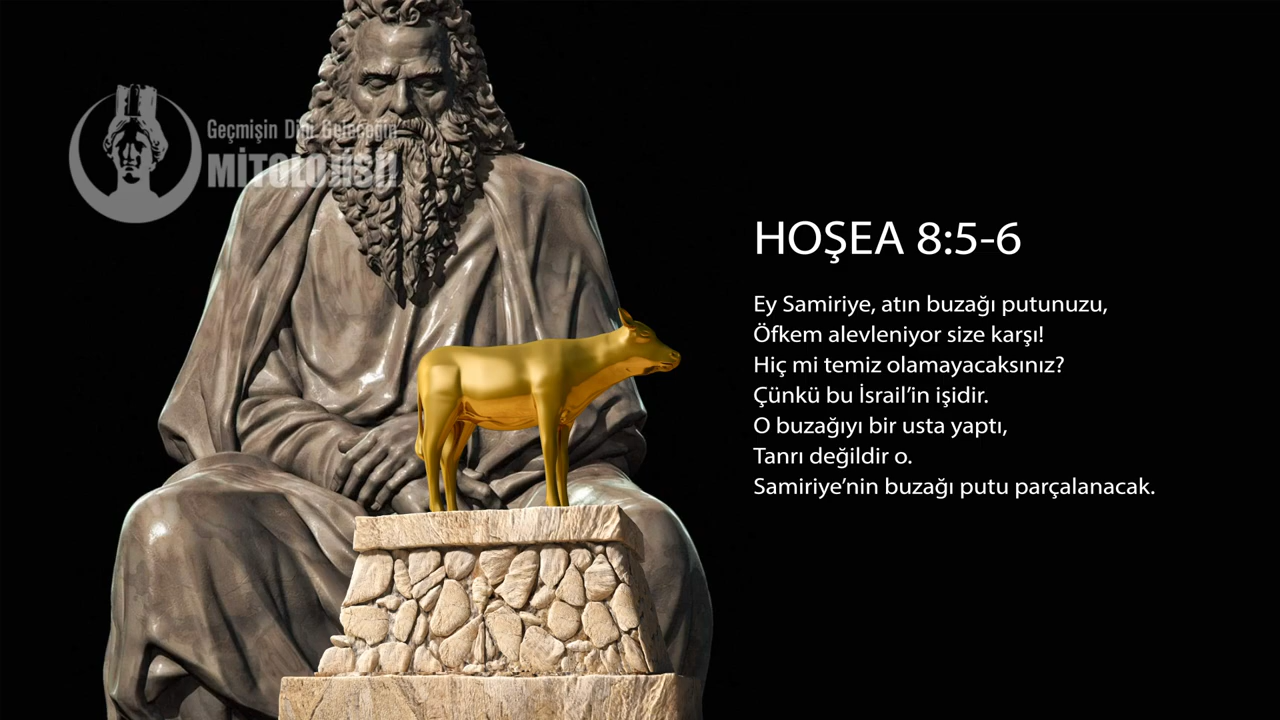 Geçmişin Dini Geleceğin
MİTOLOJİSİ!
HOŞEA 8:5-6
Ey Samiriye, atın buzağı putunuzu,
Öfkem alevleniyor size karşı!
Hiç mi temiz olamayacaksınız?
Çünkü bu İsrail’in işidir.
O buzağıyı bir usta yaptı,
Tanrı değildir o.
Samiriye’nin buzağı putu parçalanacak.